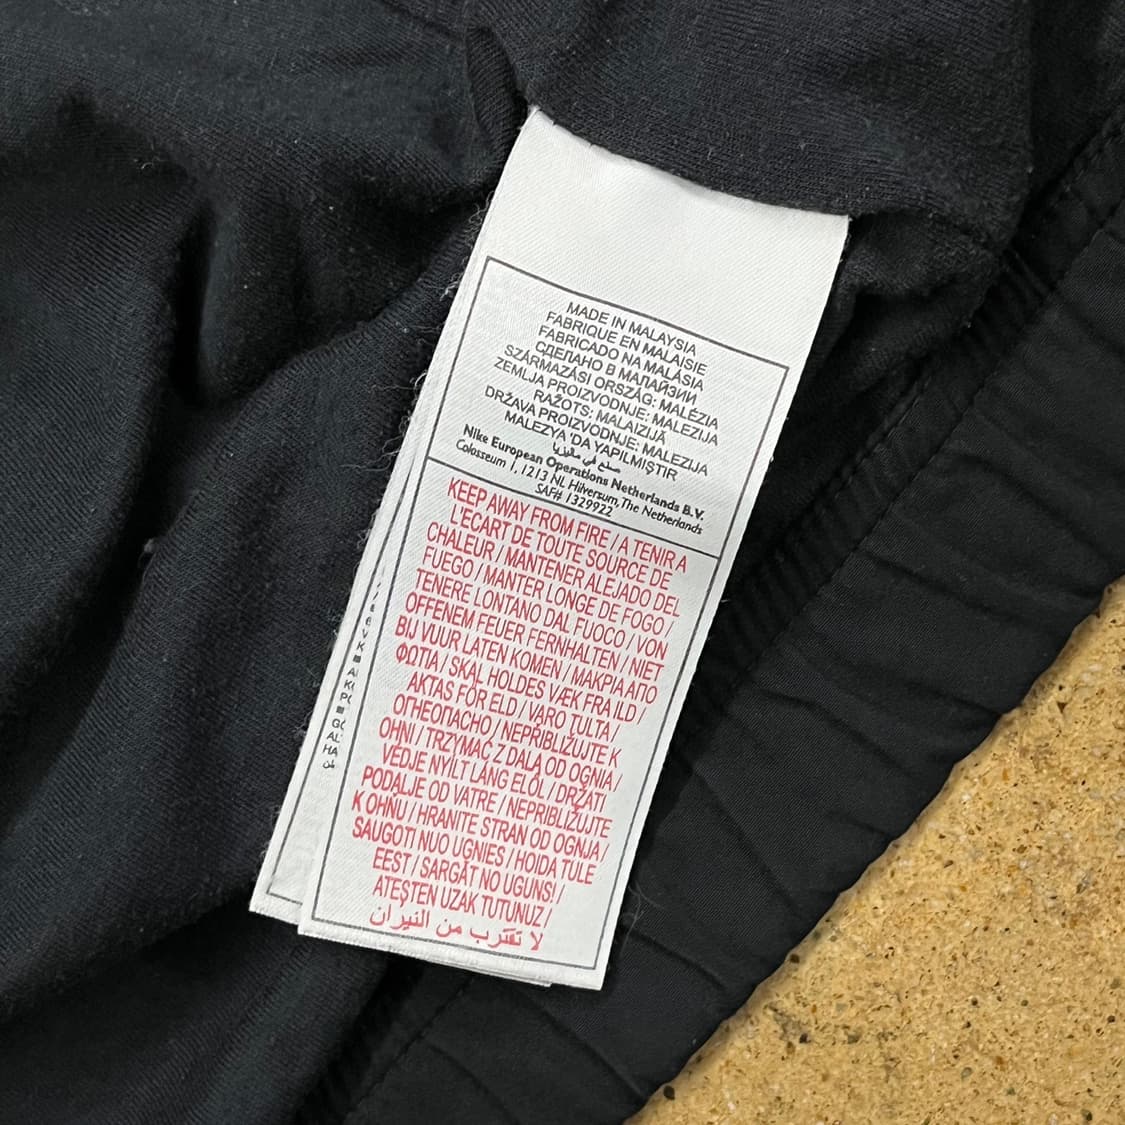 MADE IN MALAYSIA
FABRIQUE EN MALAISIE
FABRICADO NA MALÁSIA
СДЕЛАНО В МАЛАЙЗИИ
SZÁRMAZÁSI ORSZÁG: MALÉZIA
ZEMLJA PROIZVODNJE: MALEZIJA
RAŽOTS: MALAIZIJĀ
DRŽAVA PROIZVODNJE: MALEZIJA
MALEZYA 'DA YAPILMIŞTIR
صنع في ماليزيا
Nike European Operations Netherlands B.V.
Colosseum 1, 1213 NL Hilversum, The Netherlands
SAF# 1329922
KEEP AWAY FROM FIRE / A TENIR A
L'ECART DE TOUTE SOURCE DE
CHALEUR / MANTENER ALEJADO DEL
FUEGO / MANTER LONGE DE FOGO /
TENERE LONTANO DAL FUOCO / VON
OFFENEM FEUER FERNHALTEN / NIET
BIJ VUUR LATEN KOMEN / ΜΑΚΡΙΑ ΑΠΟ
ΦΩΤΙΑ / SKAL HOLDES VÆK FRA ILD /
AKTAS FÖR ELD / VARO TULTA /
ОГНЕОПАСНО / NEPŘIBLIŽUJTE K
OHNI / TRZYMAĆ Z DALĄ OD OGNIA /
VÉDJE NYÍLT LÁNG ELŐL / DRŽATI
PODALJE OD VATRE / NEPRIBLIŽUJTE
K OHŇU / HRANITE STRAN OD OGNJA /
SAUGOTI NUO UGNIES / HOIDA TULE
EEST / SARGĀT NO UGUNS! /
ATEŞTEN UZAK TUTUNUZ /
لا تقترب من النيران